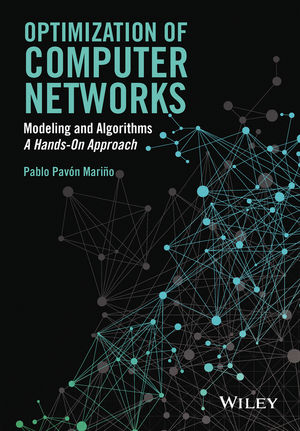 OPTIMIZATION OF
COMPUTER
NETWORKS
Modeling and Algorithms
A Hands-On Approach
Pablo Pavón Mariño
WILEY